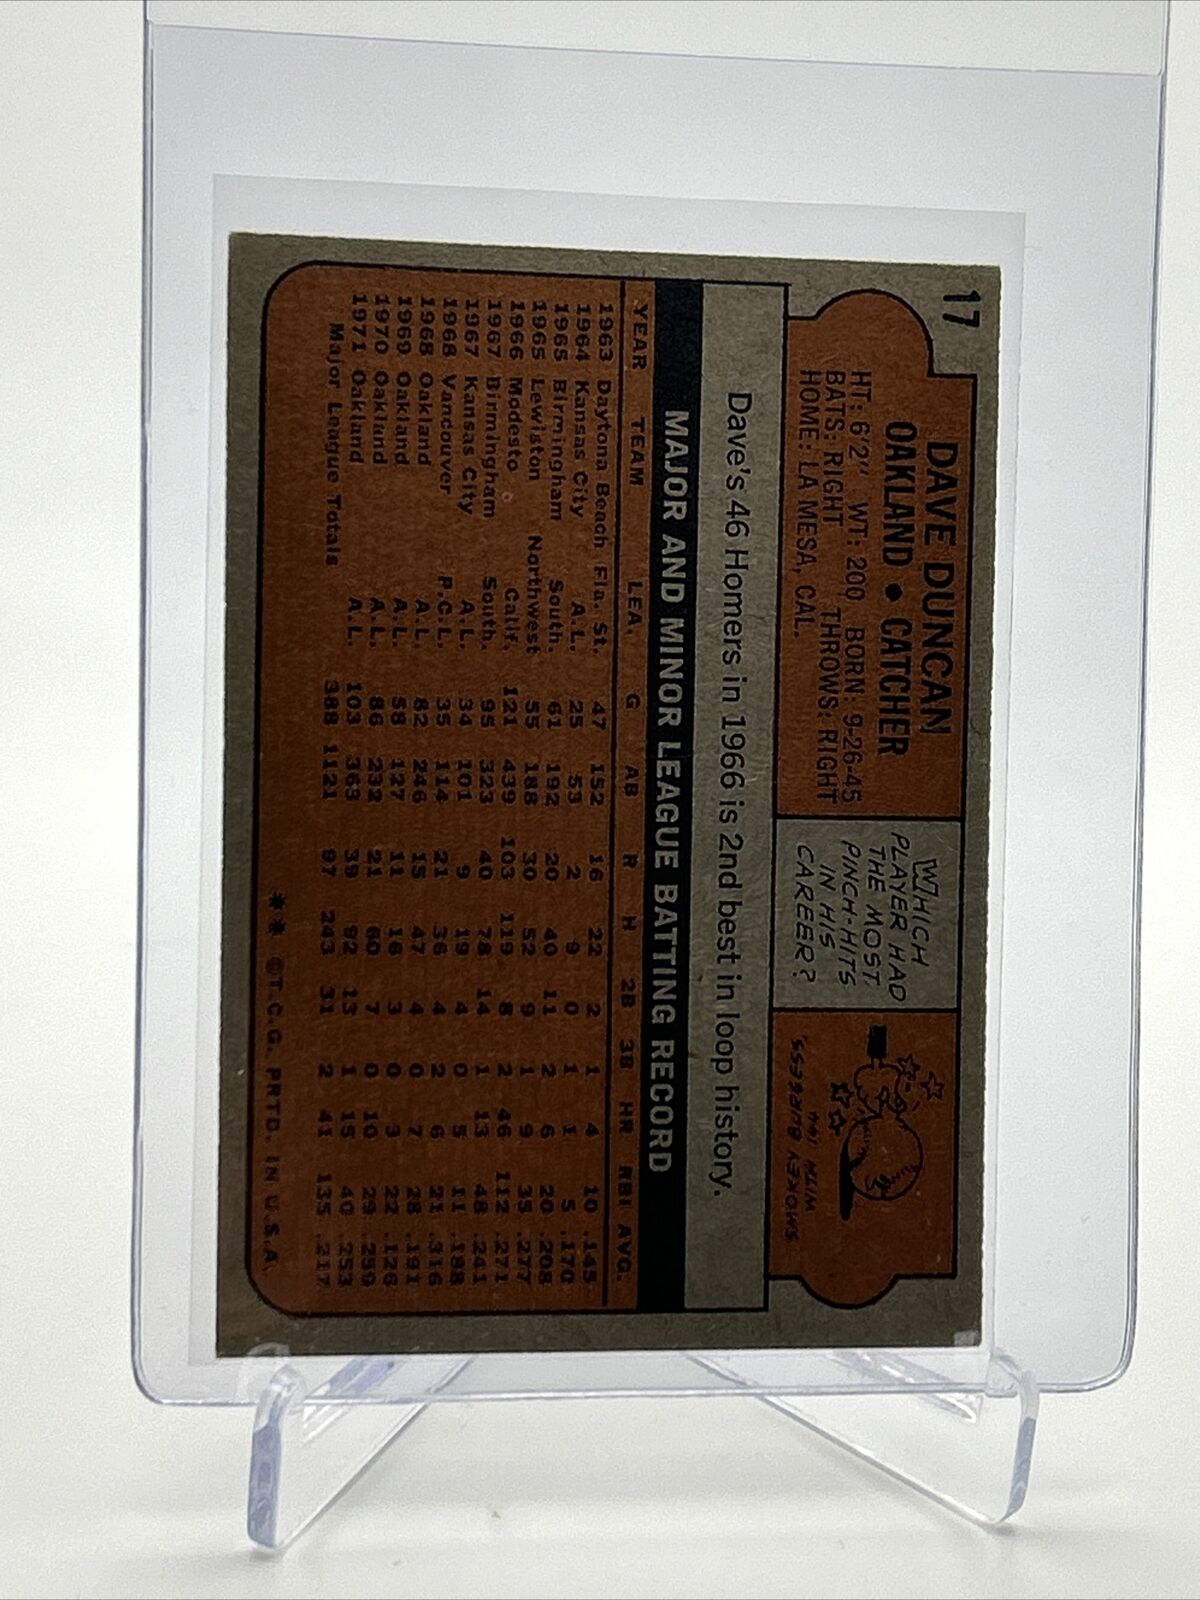 17
DAVE DUNCAN
OAKLAND • CATCHER
HT: 6'2" WT: 200 BORN: 9-26-45
BATS: RIGHT THROWS: RIGHT
HOME: LA MESA, CAL.
WHICH
PLAYER HAD
THE MOST
PINCH-HITS
IN HIS
CAREER?
SMOKEY BURGESS,
WITH 144
Dave's 46 Homers in 1966 is 2nd best in loop history.
MAJOR AND MINOR LEAGUE BATTING RECORD
YEAR TEAM LEA. G AB R H 2B 3B HR RBI AVG.
1963 Daytona Beach Fla. St. 47 152 16 22 2 1 4 10 .145
1964 Kansas City A.L. 25 53 2 9 0 1 1 5 .170
1965 Birmingham South. 61 192 20 40 11 2 6 20 .208
1965 Lewiston Northwest 55 188 30 52 9 1 9 35 .277
1966 Modesto Calif. 121 439 103 119 8 2 46 112 .271
1967 Birmingham South. 95 323 40 78 14 1 13 48 .241
1967 Kansas City A.L. 34 101 9 19 4 0 5 11 .188
1968 Vancouver P.C.L. 35 114 21 36 4 2 6 21 .316
1968 Oakland A.L. 82 246 15 47 4 0 7 28 .191
1969 Oakland A.L. 58 127 11 16 3 0 3 22 .126
1970 Oakland A.L. 86 232 21 60 7 0 10 29 .259
1971 Oakland A.L. 103 363 39 92 13 1 15 40 .253
Major League Totals 388 1121 97 243 31 2 41 135 .217
** ©T.C.G. PRTD. IN U.S.A.